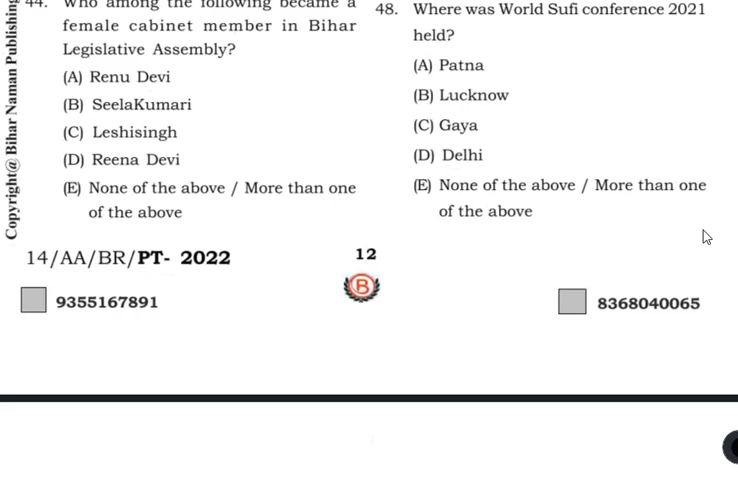 44. Who among the following became a
female cabinet member in Bihar
Legislative Assembly?
(A) Renu Devi
(B) SeelaKumari
(C) Leshisingh
(D) Reena Devi
(E) None of the above / More than one
of the above
48. Where was World Sufi conference 2021
held?
(A) Patna
(B) Lucknow
(C) Gaya
(D) Delhi
(E) None of the above / More than one
of the above
Copyright@ Bihar Naman Publishing
14/AA/BR/PT- 2022
12
B
9355167891
8368040065